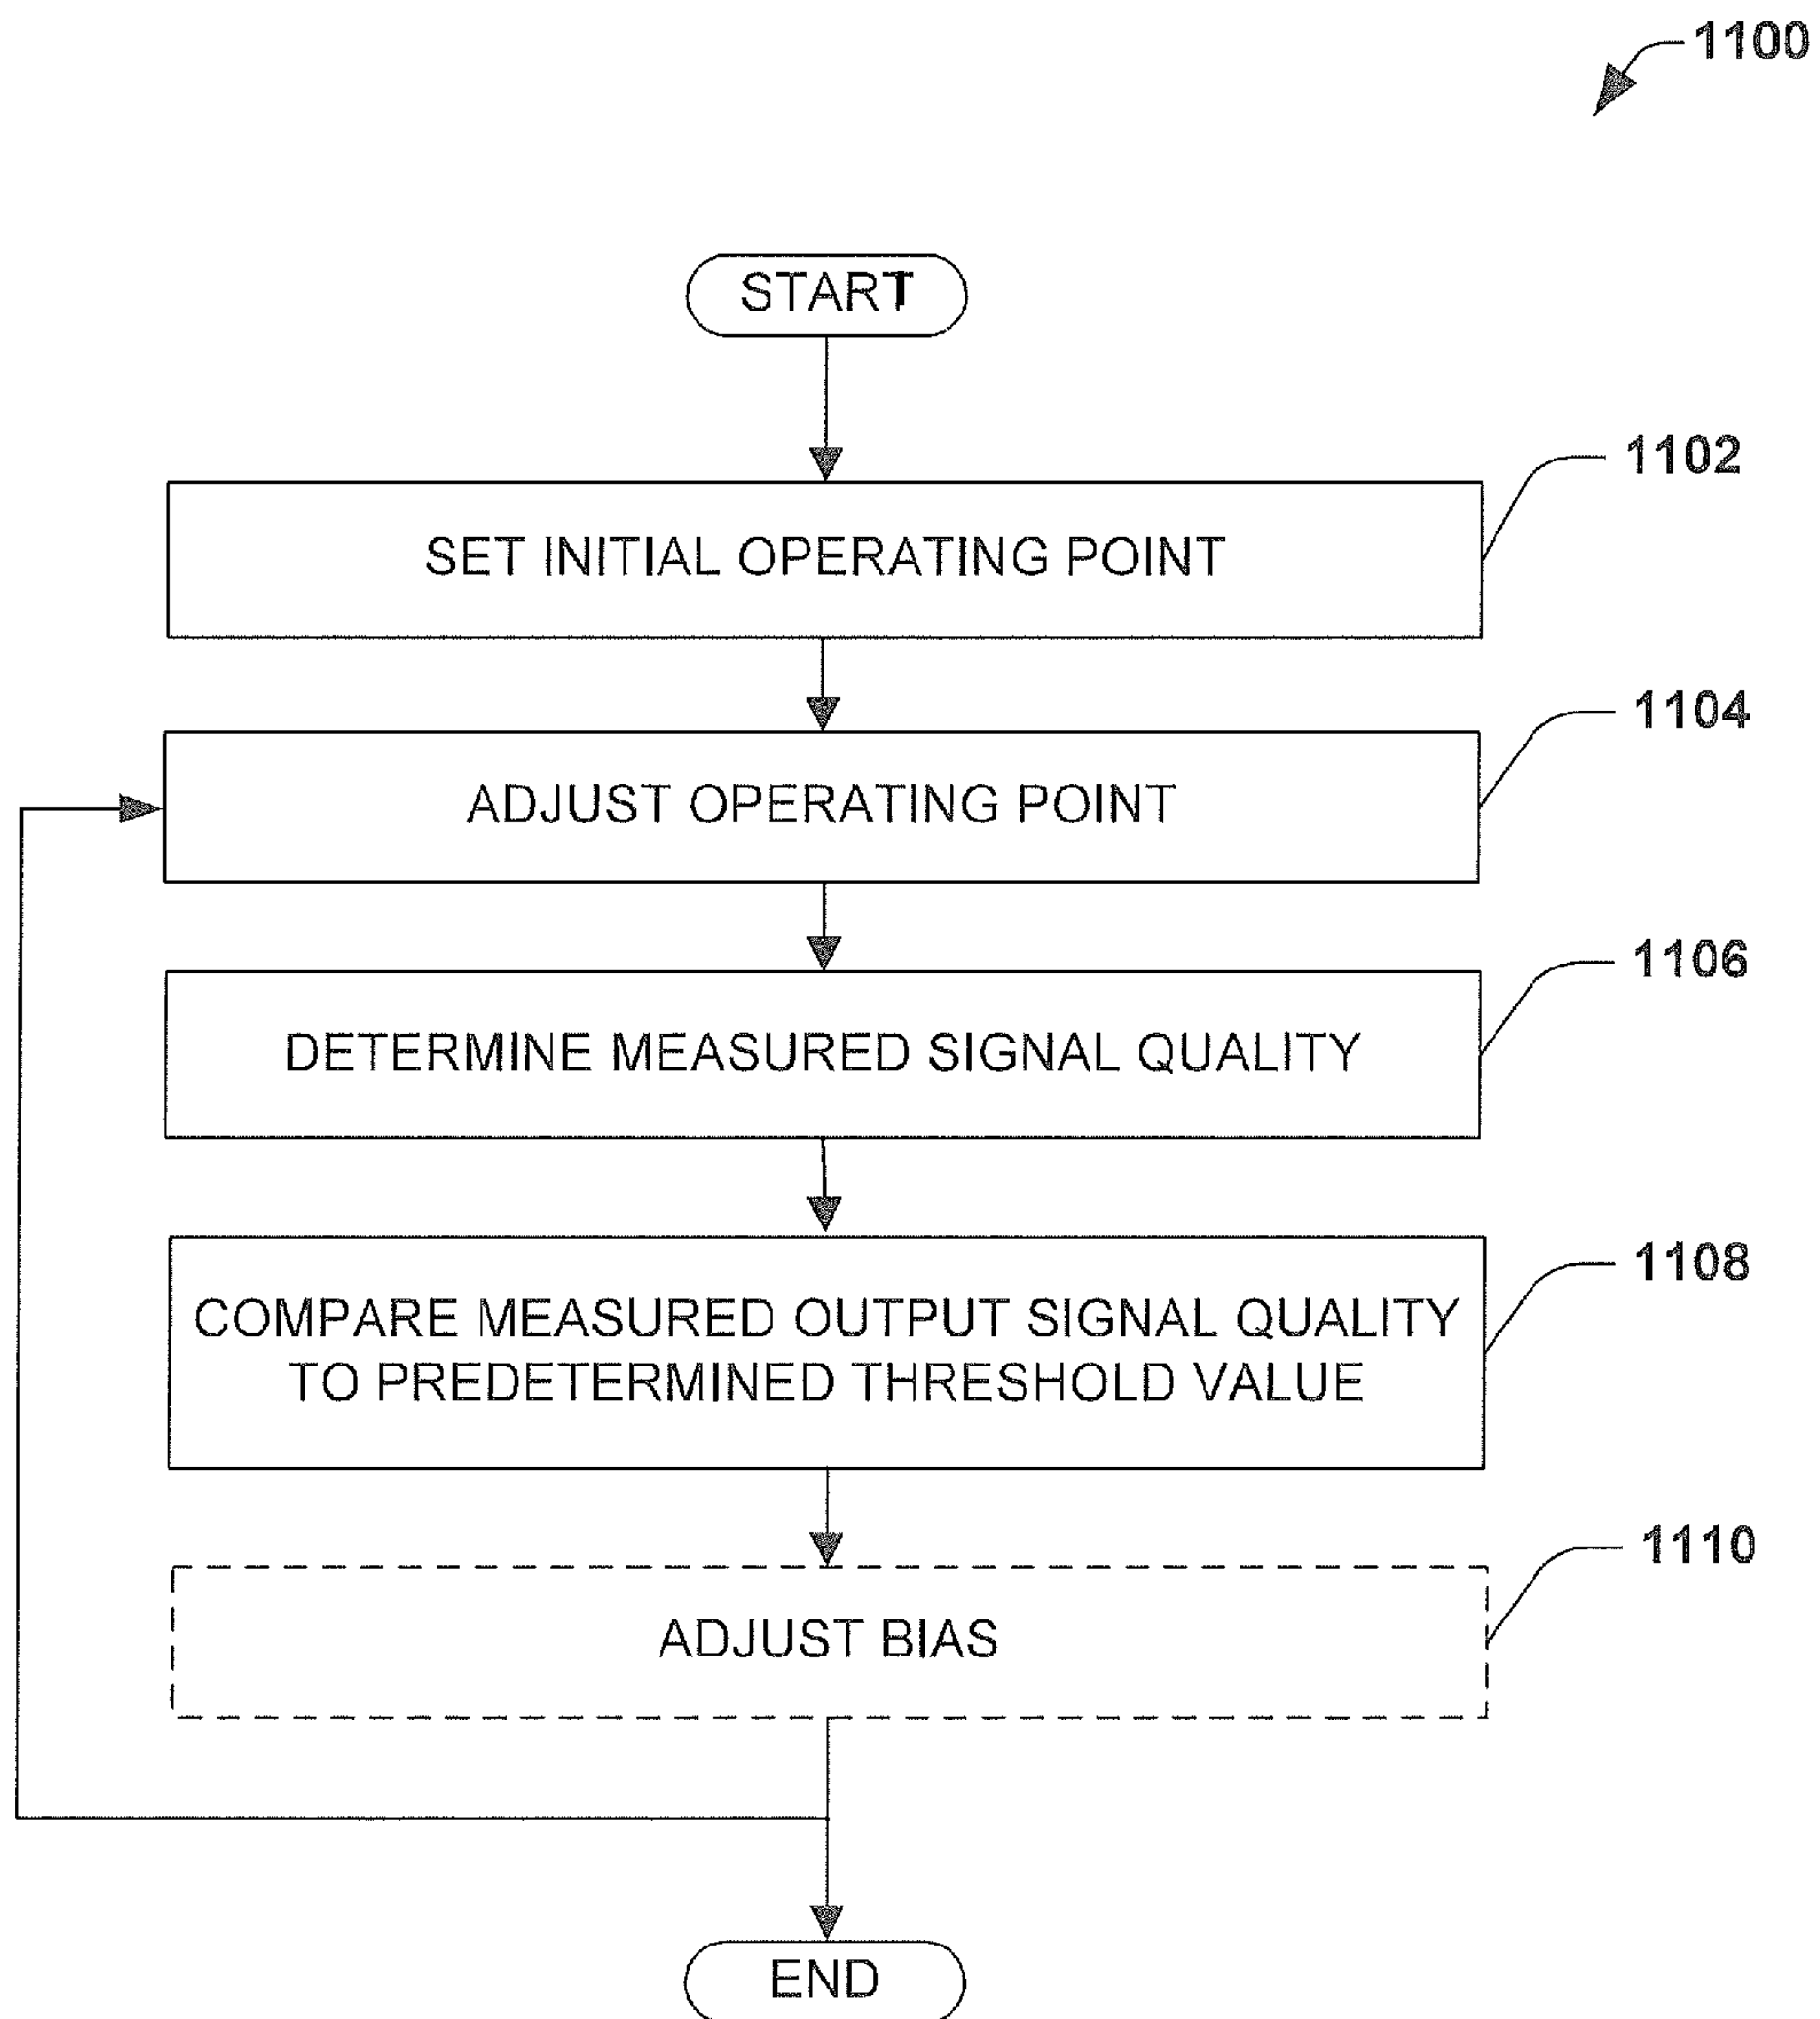 1100
START
1102
SET INITIAL OPERATING POINT
1104
ADJUST OPERATING POINT
1106
DETERMINE MEASURED SIGNAL QUALITY
1108
COMPARE MEASURED OUTPUT SIGNAL QUALITY
TO PREDETERMINED THRESHOLD VALUE
1110
ADJUST BIAS
END